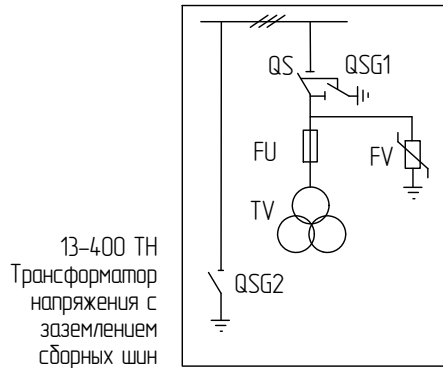 QS QSG1
FU FV
TV
QSG2
13-400 ТН
Трансформатор
напряжения с
заземлением
сборных шин